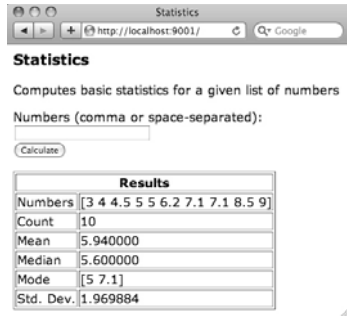 Statistics
http://localhost:9001/
Google
Statistics
Computes basic statistics for a given list of numbers
Numbers (comma or space-separated):
Calculate
Results
Numbers [3 4 4.5 5 5 6.2 7.1 7.1 8.5 9]
Count 10
Mean 5.940000
Median 5.600000
Mode [5 7.1]
Std. Dev. 1.969884